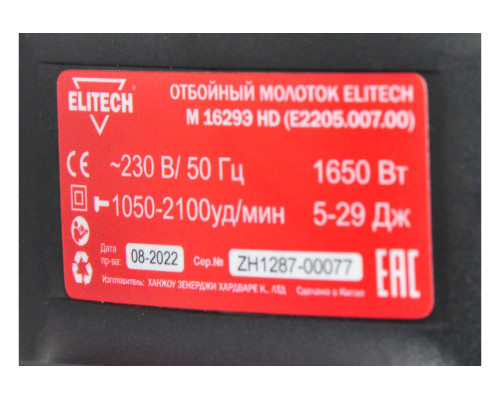 ELITECH
ОТБОЙНЫЙ МОЛОТОК ELITECH
М 1629Э HD (E2205.007.00)
CE ~230 В/ 50 Гц 1650 Вт
1050-2100уд/мин 5-29 Дж
Дата
пр-ва: 08-2022 Сер.№ ZH1287-00077 EAC
Изготовитель: ХАНЖОУ ЗЕНЕРДЖИ ХАРДВАРЕ К., ЛТД Сделано в Китае